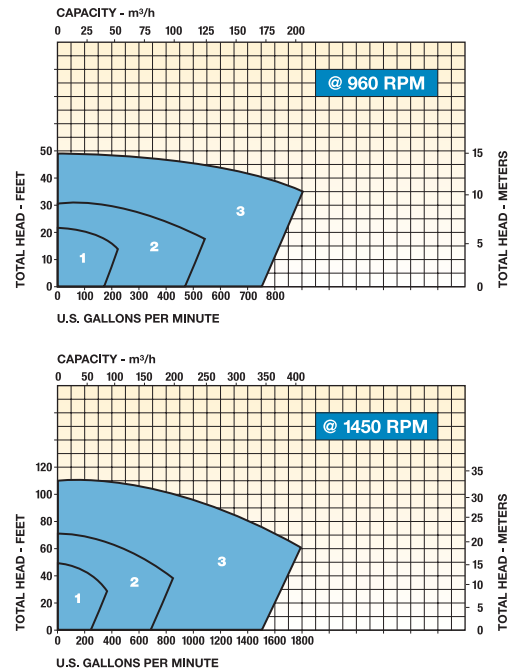 CAPACITY - m³/h
0 25 50 75 100 125 150 175 200
@ 960 RPM
TOTAL HEAD - FEET
50
40
30
20
10
0
15
10
5
0
TOTAL HEAD - METERS
1
2
3
0 100 200 300 400 500 600 700 800
U.S. GALLONS PER MINUTE
CAPACITY - m³/h
0 50 100 150 200 250 300 350 400
@ 1450 RPM
TOTAL HEAD - FEET
120
100
80
60
40
20
0
35
30
25
20
15
10
5
0
TOTAL HEAD - METERS
1
2
3
0 200 400 600 800 1000 1200 1400 1600 1800
U.S. GALLONS PER MINUTE